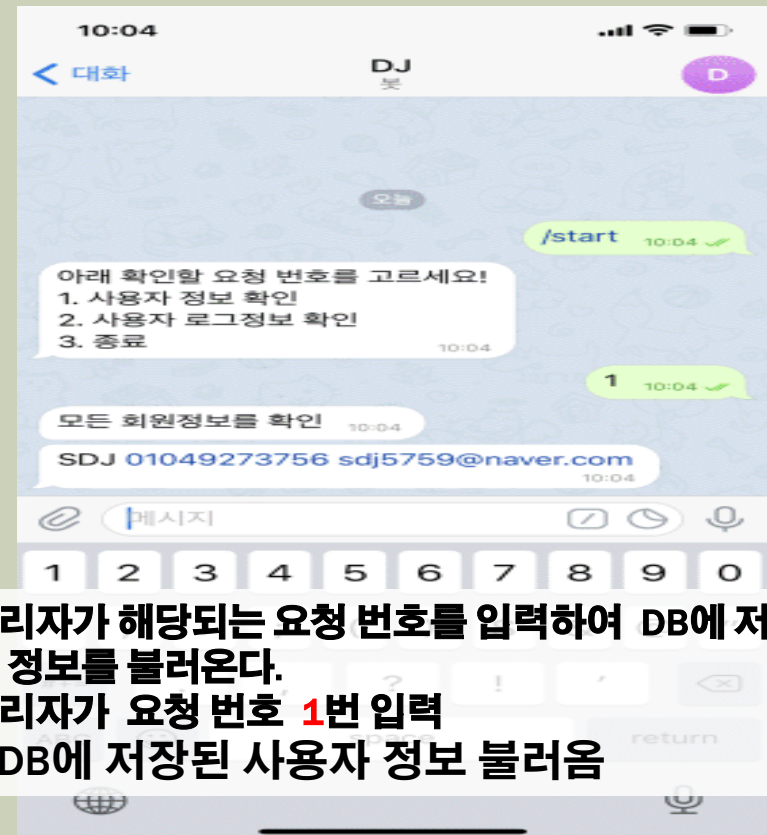 10:04
대화
DJ
봇
D
오늘
/start 10:04
아래 확인할 요청 번호를 고르세요!
1. 사용자 정보 확인
2. 사용자 로그정보 확인
3. 종료
10:04
1 10:04
모든 회원정보를 확인 10:04
SDJ 01049273756 sdj5759@naver.com
10:04
메시지
1 2 3 4 5 6 7 8 9 0
리자가 해당되는 요청 번호를 입력하여 DB에 저
정보를 불러온다.
? ! ′
리자가 요청 번호 1번 입력
ABC space return
DB에 저장된 사용자 정보 불러옴